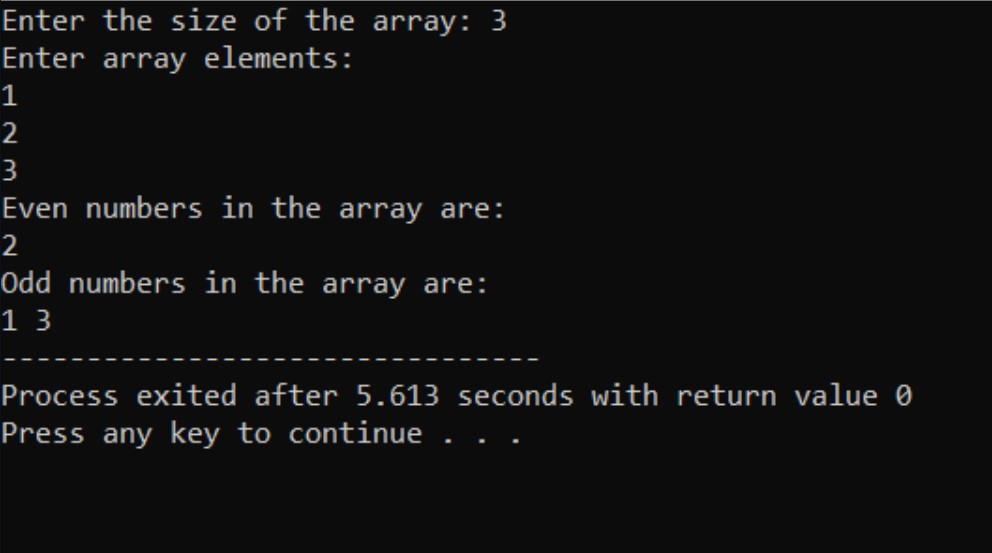 Enter the size of the array: 3
Enter array elements:
1
2
3
Even numbers in the array are:
2
Odd numbers in the array are:
1 3
--------------------------------
Process exited after 5.613 seconds with return value 0
Press any key to continue . . .